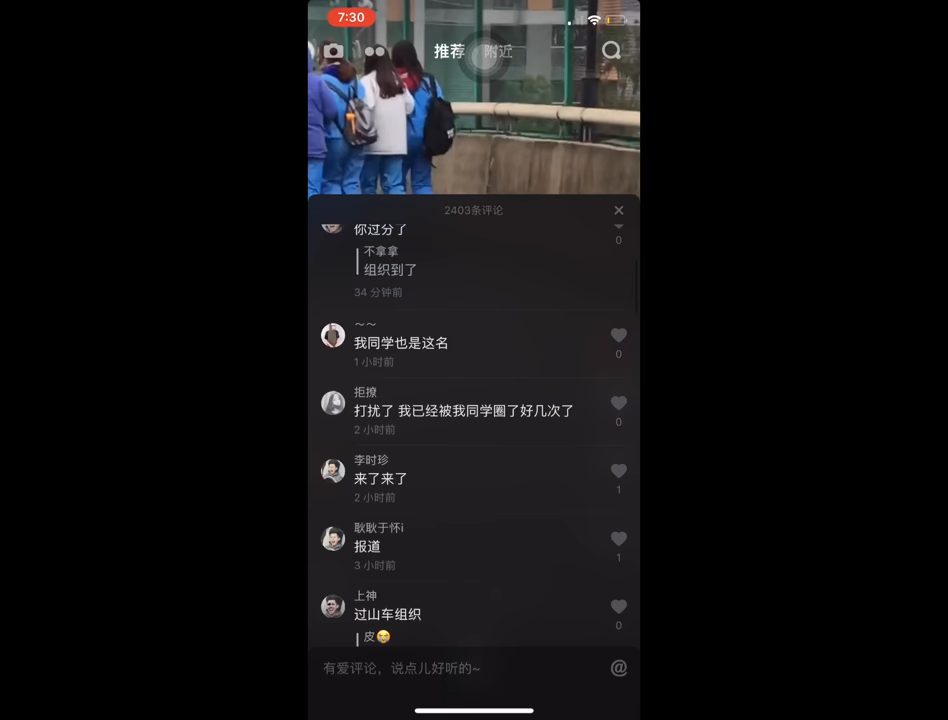 7:30
推荐 附近
2403条评论
你过分了
0
不拿拿
组织到了
34 分钟前
~~
我同学也是这名
0
1 小时前
拒撩
打扰了 我已经被我同学圈了好几次了
0
2 小时前
李时珍
来了来了
1
2 小时前
耿耿于怀i
报道
1
3 小时前
上神
过山车组织
0
皮😭
有爱评论，说点儿好听的~
@